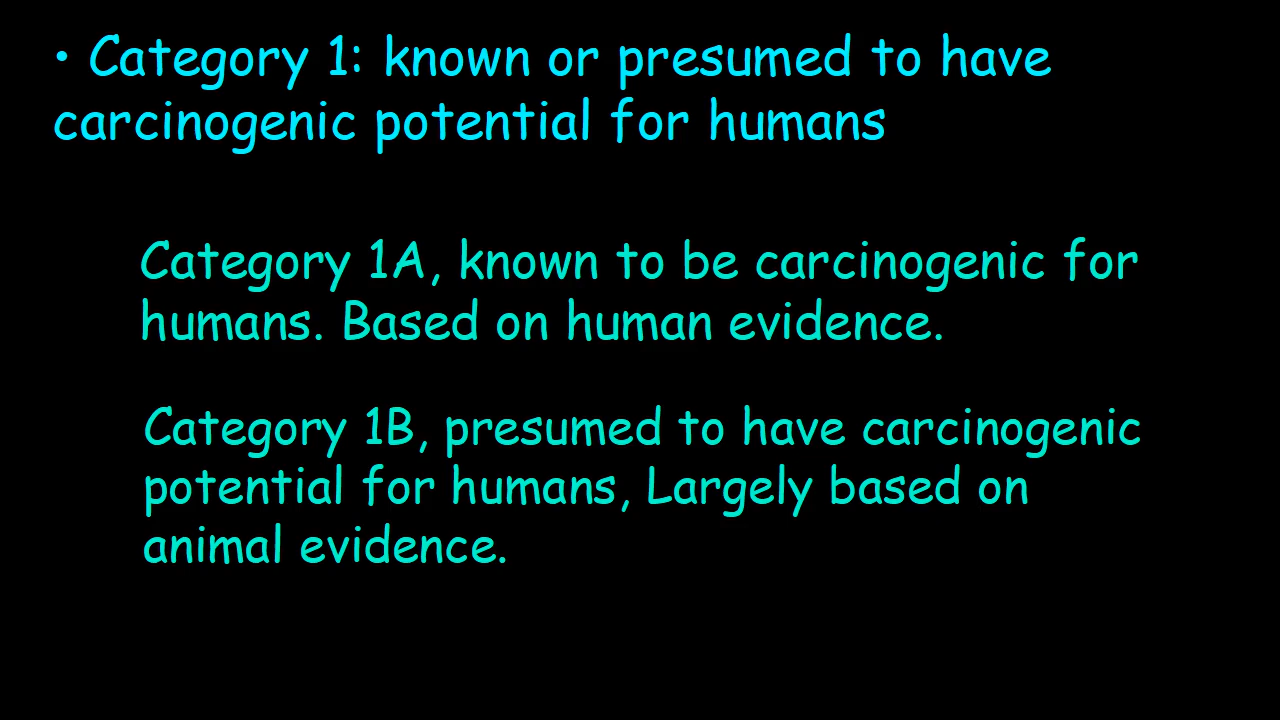 • Category 1: known or presumed to have
carcinogenic potential for humans
Category 1A, known to be carcinogenic for
humans. Based on human evidence.
Category 1B, presumed to have carcinogenic
potential for humans, Largely based on
animal evidence.